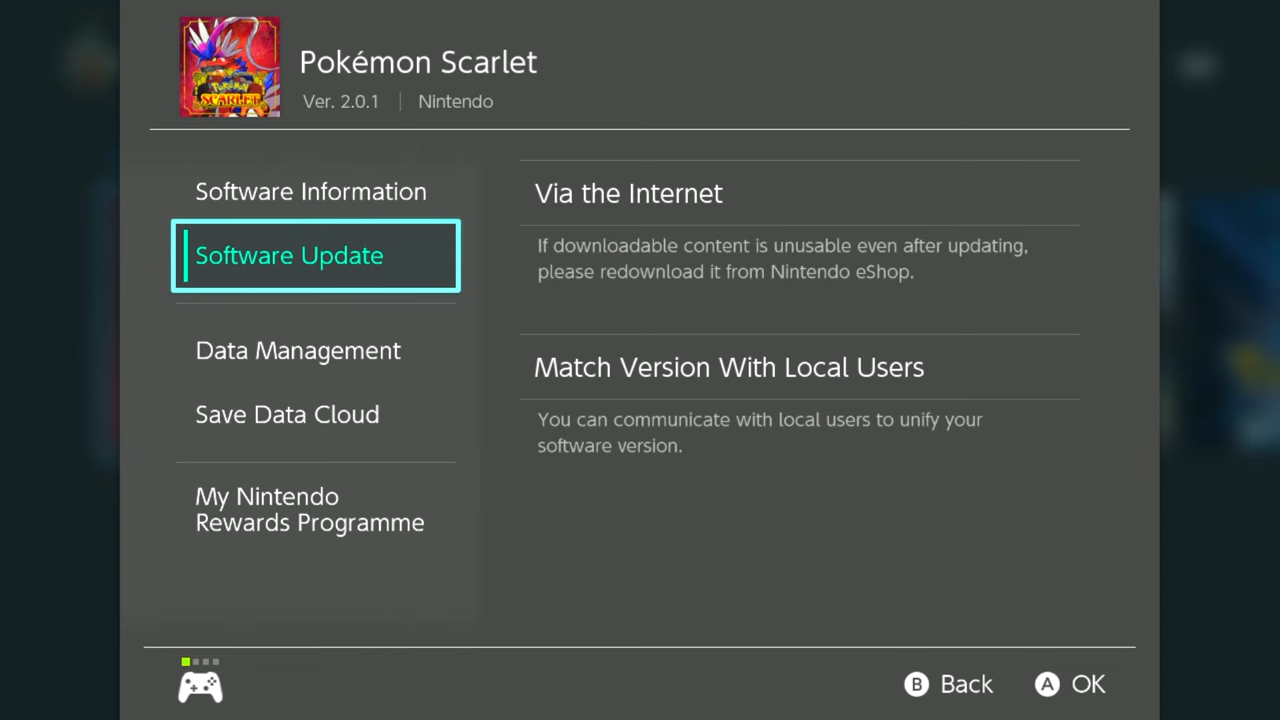 POKÉMON
SCARLET
Pokémon Scarlet
Ver. 2.0.1 | Nintendo
Software Information
Software Update
Data Management
Save Data Cloud
My Nintendo
Rewards Programme
Via the Internet
If downloadable content is unusable even after updating,
please redownload it from Nintendo eShop.
Match Version With Local Users
You can communicate with local users to unify your
software version.
B Back
A OK